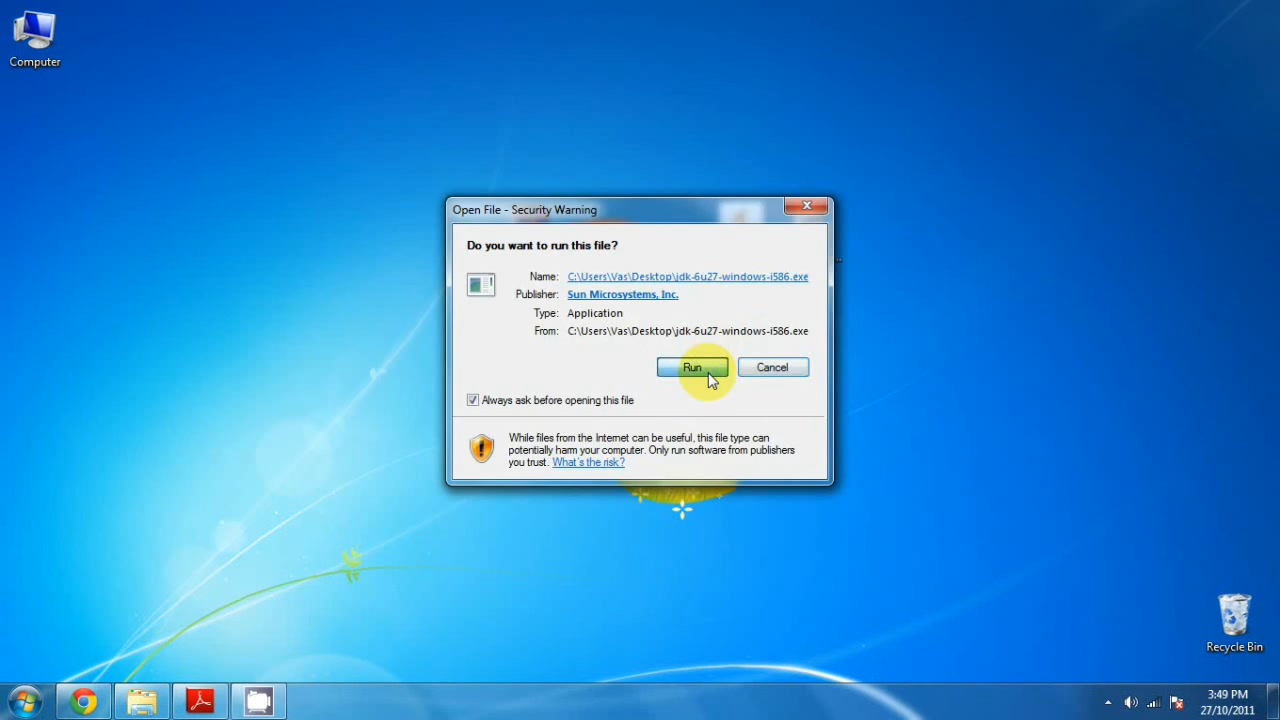 Computer
Open File - Security Warning
Do you want to run this file?
Name: C:\Users\Vas\Desktop\jdk-6u27-windows-i586.exe
Publisher: Sun Microsystems, Inc.
Type: Application
From: C:\Users\Vas\Desktop\jdk-6u27-windows-i586.exe
Run Cancel
Always ask before opening this file
While files from the Internet can be useful, this file type can
potentially harm your computer. Only run software from publishers
you trust. What's the risk?
Recycle Bin
3:49 PM
27/10/2011